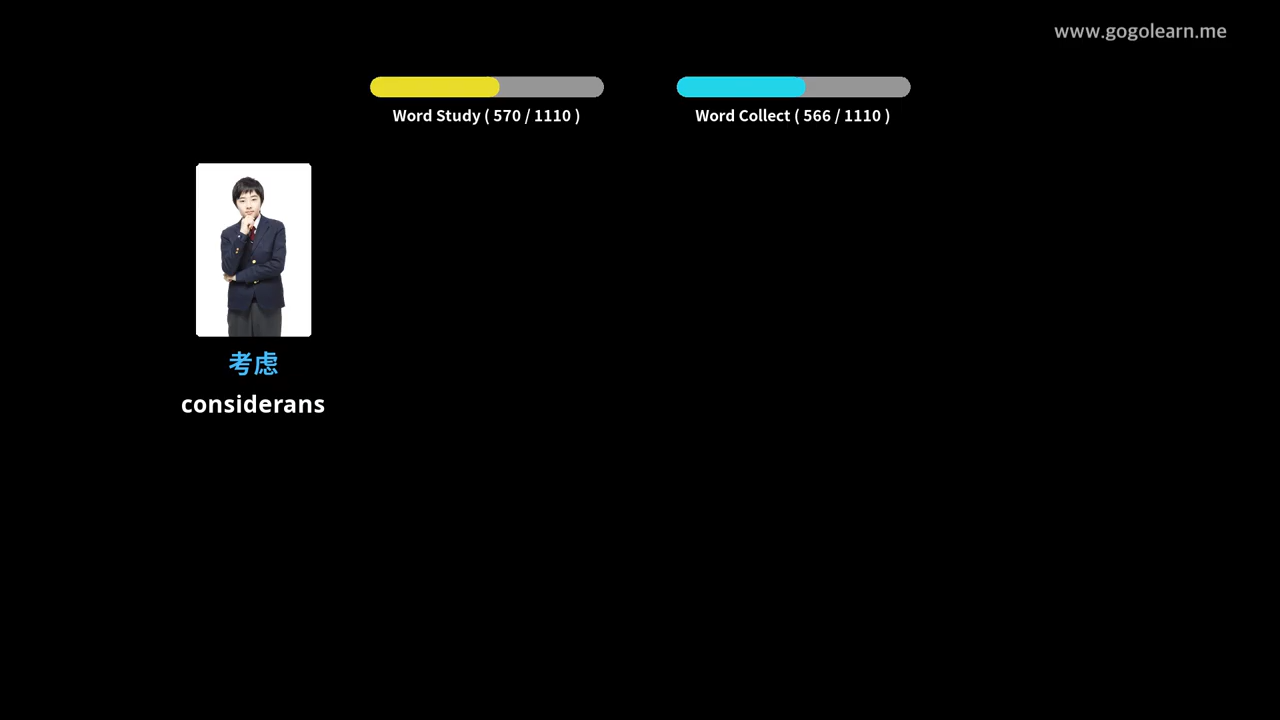 www.gogolearn.me
Word Study ( 570 / 1110 )
Word Collect ( 566 / 1110 )
考虑
considerans